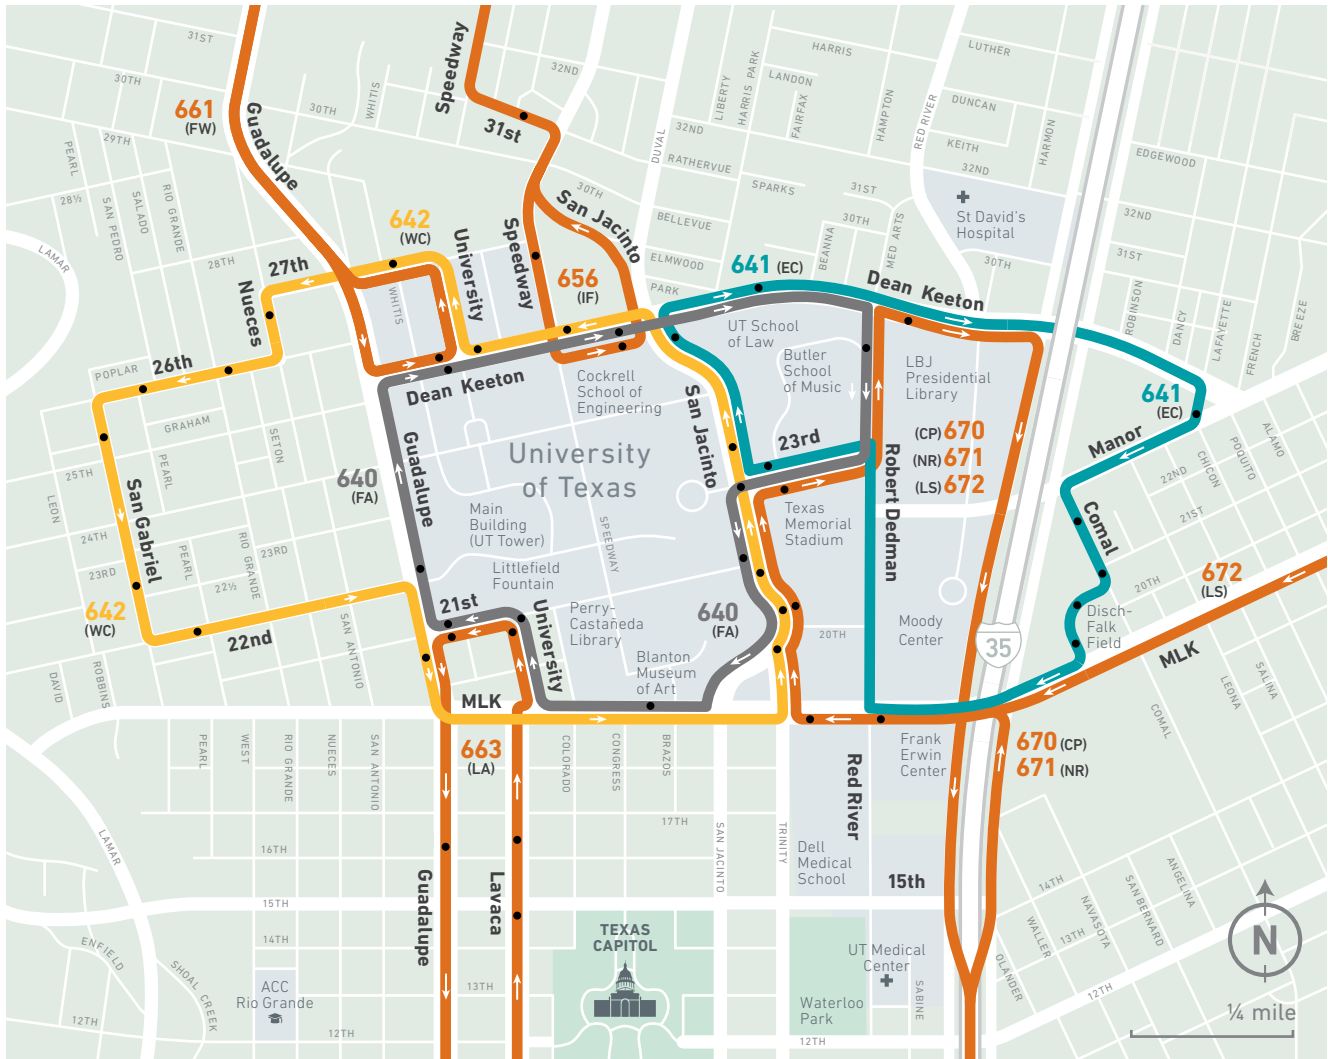 31ST
30TH
29TH
PEARL
28½
SAN PEDRO
SALADO
RIO GRANDE
28TH
LAMAR
661
(FW)
Guadalupe
30TH
WHITIS
Speedway
32ND
31st
30TH
San Jacinto
DUVAL
HARRIS
LANDON
LIBERTY
HARRIS PARK
FAIRFAX
HAMPTON
32ND
RATHERVUE
SPARKS
31ST
30TH
BELLEVUE
BEANNA
MED ARTS
ELMWOOD
PARK
LUTHER
RED RIVER
DUNCAN
KEITH
32ND
HARMON
St David's
Hospital
30TH
EDGEWOOD
32ND
31ST
ROBINSON
DANCY
LAFAYETTE
FRENCH
BREEZE
642
(WC)
27th
Nueces
WHITIS
University
Speedway
656
(IF)
641 (EC)
Dean Keeton
UT School
of Law
Butler
School
of Music
LBJ
Presidential
Library
641
(EC)
Manor
ALAMO
POQUITO
CHICON
22ND
21ST
20TH
Comal
26th
POPLAR
GRAHAM
SETON
PEARL
25TH
LEON
24TH
23RD
San Gabriel
PEARL
22½
23RD
RIO GRANDE
Dean Keeton
Cockrell
School of
Engineering
San Jacinto
23rd
(CP) 670
(NR) 671
(LS) 672
Robert Dedman
University
of Texas
Guadalupe
640
(FA)
Main
Building
(UT Tower)
SPEEDWAY
Littlefield
Fountain
Texas
Memorial
Stadium
672
(LS)
MLK
642
(WC)
22nd
SAN ANTONIO
21st
University
Perry-
Castañeda
Library
640
(FA)
Blanton
Museum
of Art
20TH
Moody
Center
35
Disch-
Falk
Field
DAVID
ROBBINS
MLK
663
(LA)
PEARL
WEST
RIO GRANDE
NUECES
SAN ANTONIO
COLORADO
CONGRESS
BRAZOS
SAN JACINTO
TRINITY
Red River
Frank
Erwin
Center
670 (CP)
671 (NR)
COMAL
LEONA
SALINA
17TH
16TH
LAMAR
Dell
Medical
School
15th
15TH
Guadalupe
Lavaca
14TH
ENFIELD
SHOAL CREEK
ACC
Rio Grande
13TH
12TH
12TH
TEXAS
CAPITOL
UT Medical
Center
SABINE
Waterloo
Park
12TH
OLANDER
WALLER
14TH
13TH
NAVASOTA
SAN BERNARD
ANGELINA
12TH
N
¼ mile